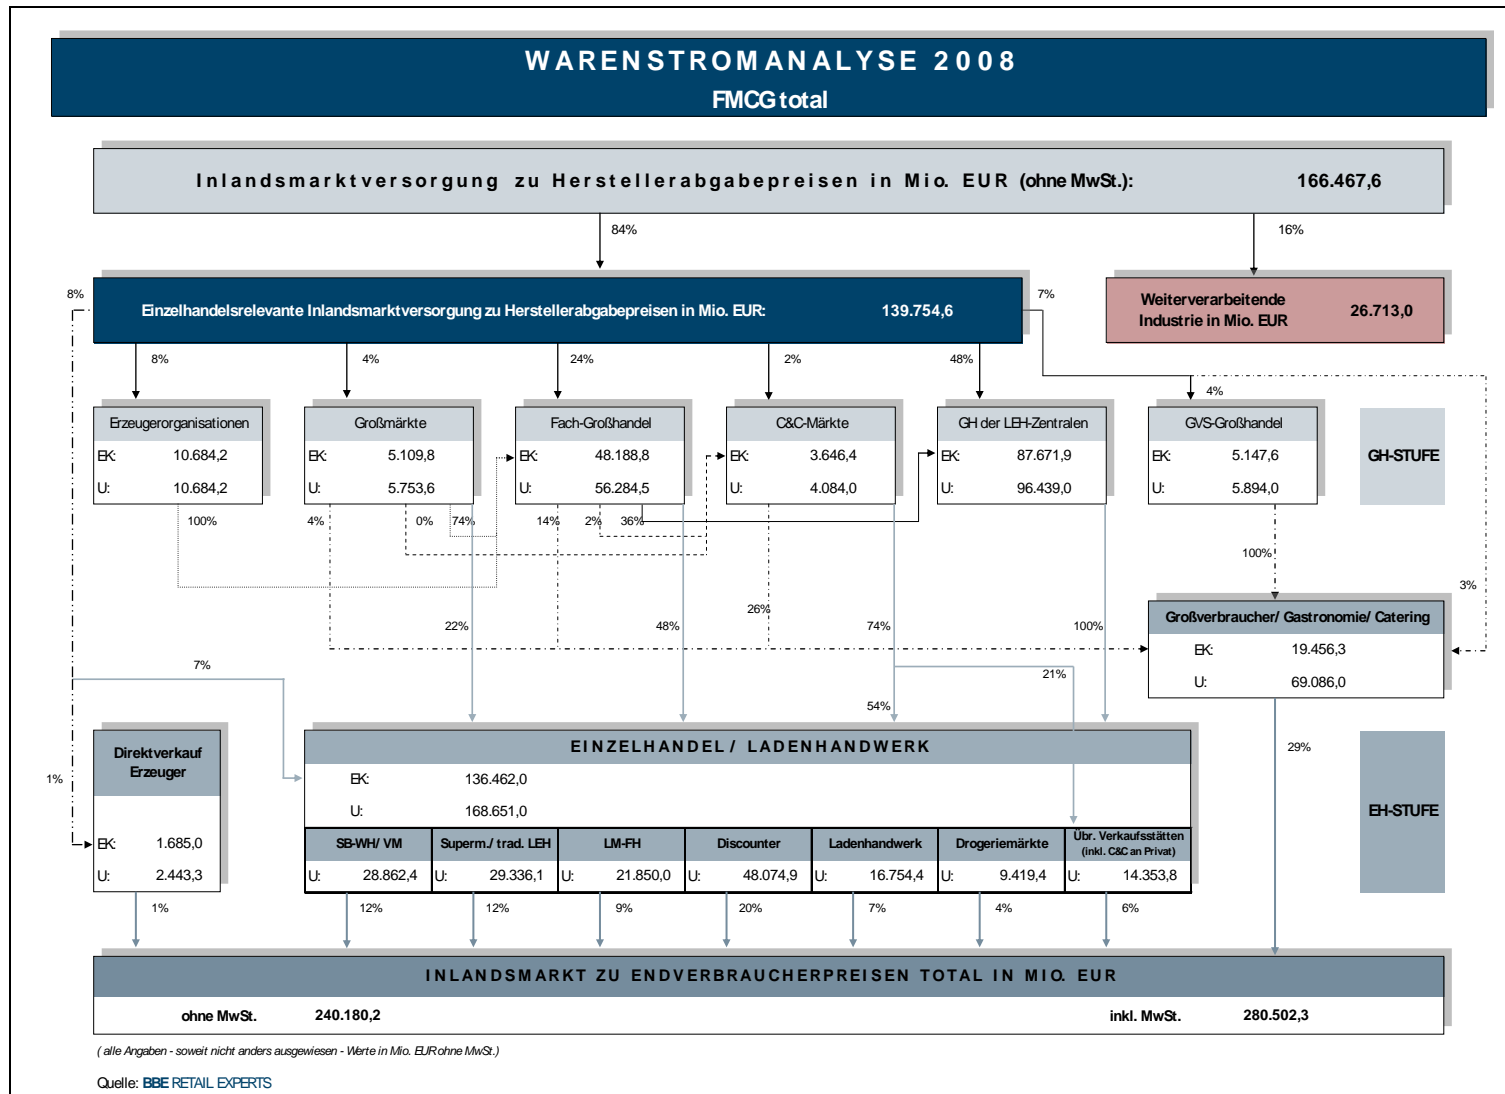 WARENSTROMANALYSE 2008
FMCG total
Inlandsmarktversorgung zu Herstellerabgabepreisen in Mio. EUR (ohne MwSt.): 166.467,6
84% 16%
8% Einzelhandelsrelevante Inlandsmarktversorgung zu Herstellerabgabepreisen in Mio. EUR: 139.754,6 7%
Weiterverarbeitende Industrie in Mio. EUR 26.713,0
8% 4% 24% 2% 48% 4%
Erzeugerorganisationen
EK: 10.684,2
U: 10.684,2
Großmärkte
EK: 5.109,8
U: 5.753,6
Fach-Großhandel
EK: 48.188,8
U: 56.284,5
C&C-Märkte
EK: 3.646,4
U: 4.084,0
GH der LEH-Zentralen
EK: 87.671,9
U: 96.439,0
GVS-Großhandel
EK: 5.147,6
U: 5.894,0
GH-STUFE
100% 4% 0% 74% 14% 2% 36%
100%
3%
26%
22% 48% 74% 100%
Großverbraucher/ Gastronomie/ Catering
EK: 19.456,3
U: 69.086,0
7% 21%
54%
29%
1%
Direktverkauf
Erzeuger
EK: 1.685,0
U: 2.443,3
EINZELHANDEL / LADENHANDWERK
EK: 136.462,0
U: 168.651,0
SB-WH/ VM
U: 28.862,4
Superm./ trad. LEH
U: 29.336,1
LM-FH
U: 21.850,0
Discounter
U: 48.074,9
Ladenhandwerk
U: 16.754,4
Drogeriemärkte
U: 9.419,4
Übr. Verkaufsstätten
(inkl. C&C an Privat)
U: 14.353,8
EH-STUFE
1% 12% 12% 9% 20% 7% 4% 6%
INLANDSMARKT ZU ENDVERBRAUCHERPREISEN TOTAL IN MIO. EUR
ohne MwSt. 240.180,2 inkl. MwSt. 280.502,3
( alle Angaben - soweit nicht anders ausgewiesen - Werte in Mio. EUR ohne MwSt.)
Quelle: BBE RETAIL EXPERTS